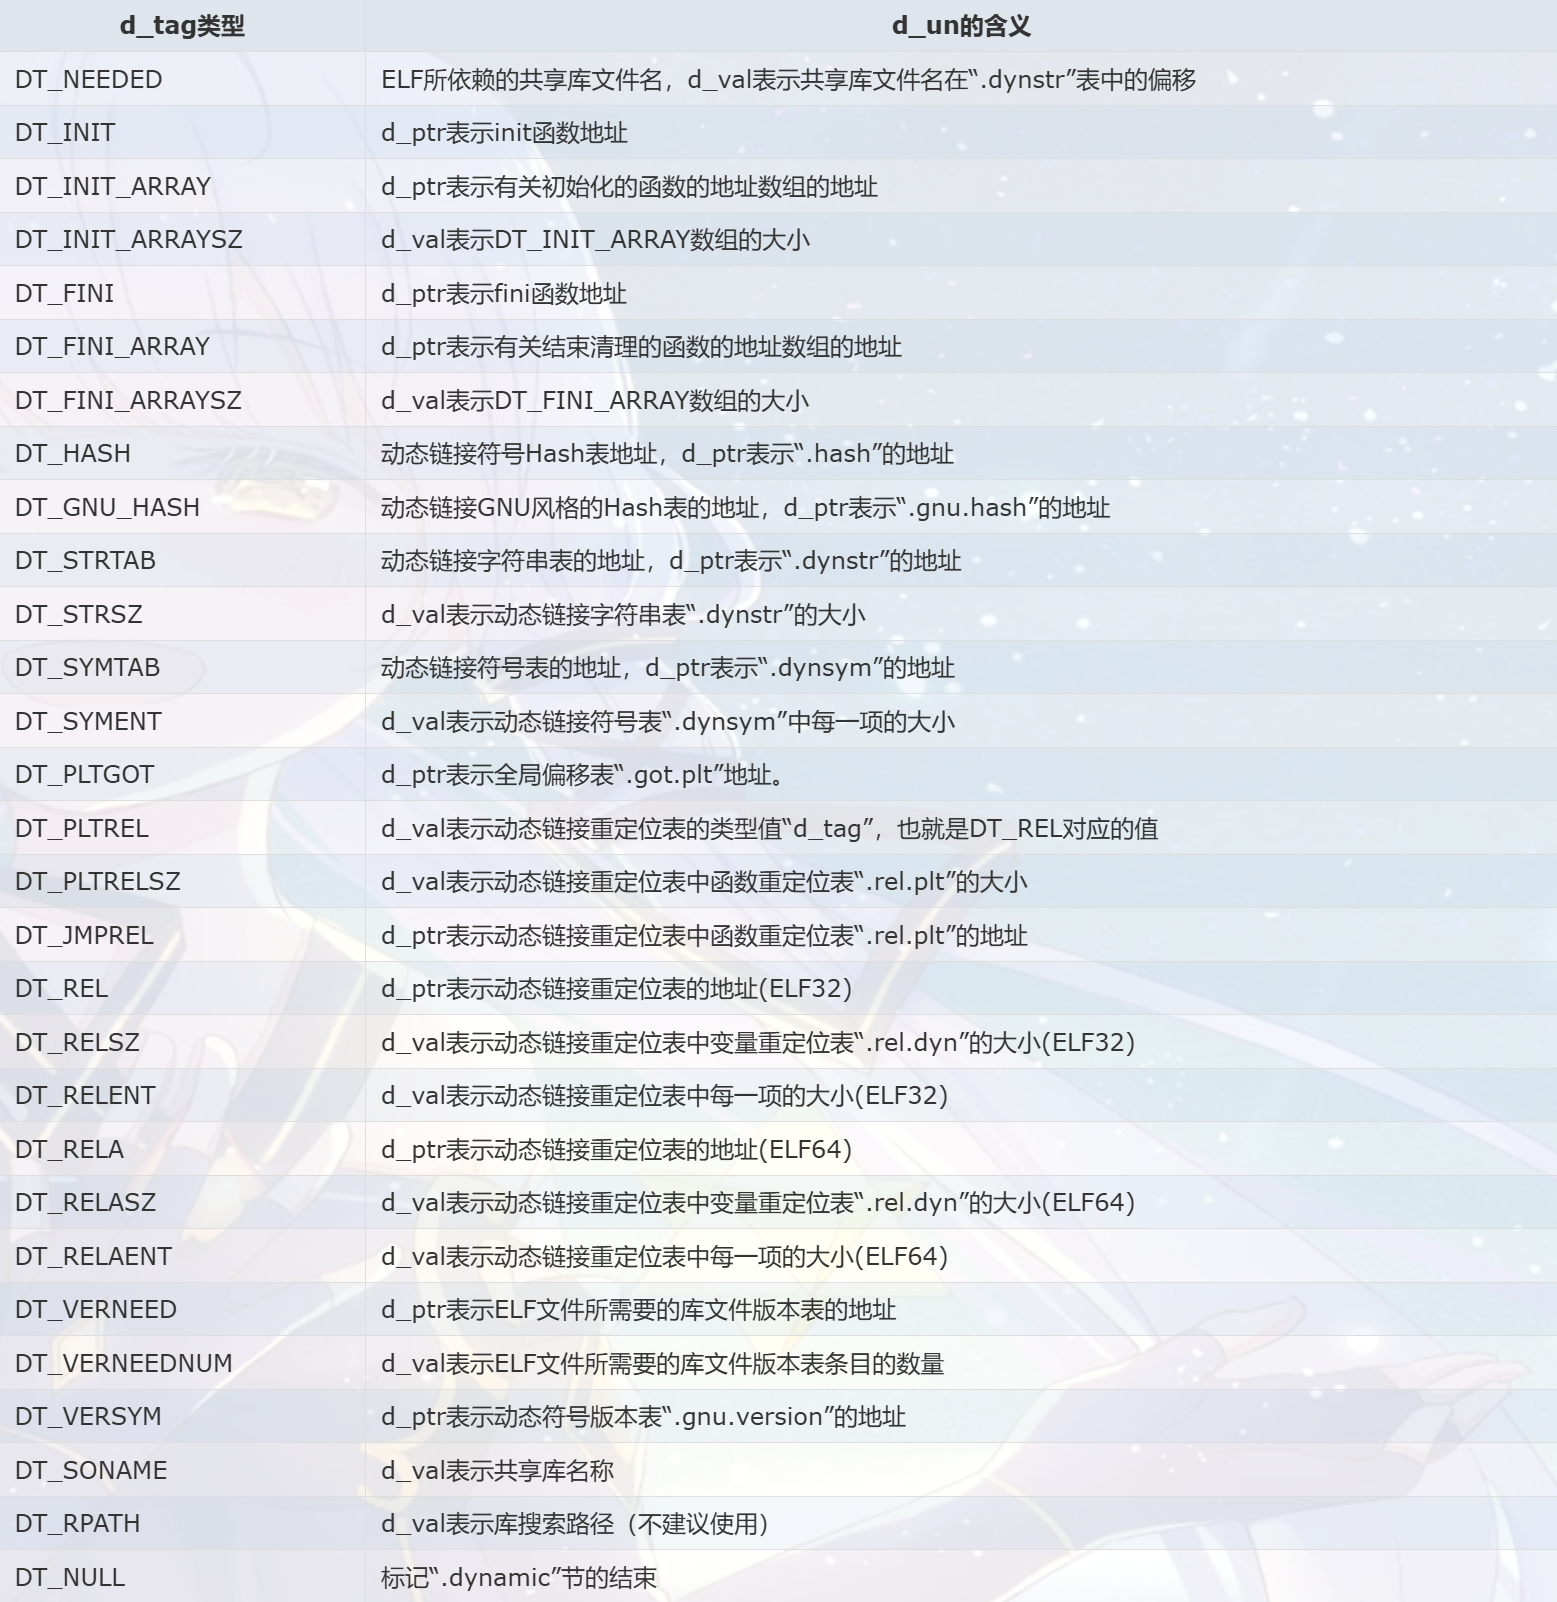 d_tag类型 d_un的含义
DT_NEEDED ELF所依赖的共享库文件名，d_val表示共享库文件名在“.dynstr”表中的偏移
DT_INIT d_ptr表示init函数地址
DT_INIT_ARRAY d_ptr表示有关初始化的函数的地址数组的地址
DT_INIT_ARRAYSZ d_val表示DT_INIT_ARRAY数组的大小
DT_FINI d_ptr表示fini函数地址
DT_FINI_ARRAY d_ptr表示有关结束清理的函数的地址数组的地址
DT_FINI_ARRAYSZ d_val表示DT_FINI_ARRAY数组的大小
DT_HASH 动态链接符号Hash表地址，d_ptr表示“.hash”的地址
DT_GNU_HASH 动态链接GNU风格的Hash表的地址，d_ptr表示“.gnu.hash”的地址
DT_STRTAB 动态链接字符串表的地址，d_ptr表示“.dynstr”的地址
DT_STRSZ d_val表示动态链接字符串表“.dynstr”的大小
DT_SYMTAB 动态链接符号表的地址，d_ptr表示“.dynsym”的地址
DT_SYMENT d_val表示动态链接符号表“.dynsym”中每一项的大小
DT_PLTGOT d_ptr表示全局偏移表“.got.plt”地址。
DT_PLTREL d_val表示动态链接重定位表的类型值“d_tag”，也就是DT_REL对应的值
DT_PLTRELSZ d_val表示动态链接重定位表中函数重定位表“.rel.plt”的大小
DT_JMPREL d_ptr表示动态链接重定位表中函数重定位表“.rel.plt”的地址
DT_REL d_ptr表示动态链接重定位表的地址(ELF32)
DT_RELSZ d_val表示动态链接重定位表中变量重定位表“.rel.dyn”的大小(ELF32)
DT_RELENT d_val表示动态链接重定位表中每一项的大小(ELF32)
DT_RELA d_ptr表示动态链接重定位表的地址(ELF64)
DT_RELASZ d_val表示动态链接重定位表中变量重定位表“.rel.dyn”的大小(ELF64)
DT_RELAENT d_val表示动态链接重定位表中每一项的大小(ELF64)
DT_VERNEED d_ptr表示ELF文件所需要的库文件版本表的地址
DT_VERNEEDNUM d_val表示ELF文件所需要的库文件版本表条目的数量
DT_VERSYM d_ptr表示动态符号版本表“.gnu.version”的地址
DT_SONAME d_val表示共享库名称
DT_RPATH d_val表示库搜索路径（不建议使用）
DT_NULL 标记“.dynamic”节的结束